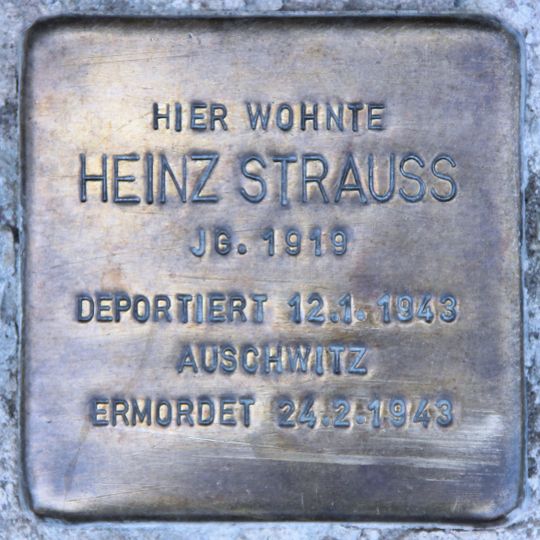 HIER WOHNTE
HEINZ STRAUSS
JG. 1919
DEPORTIERT 12.1.1943
AUSCHWITZ
ERMORDET 24.2.1943